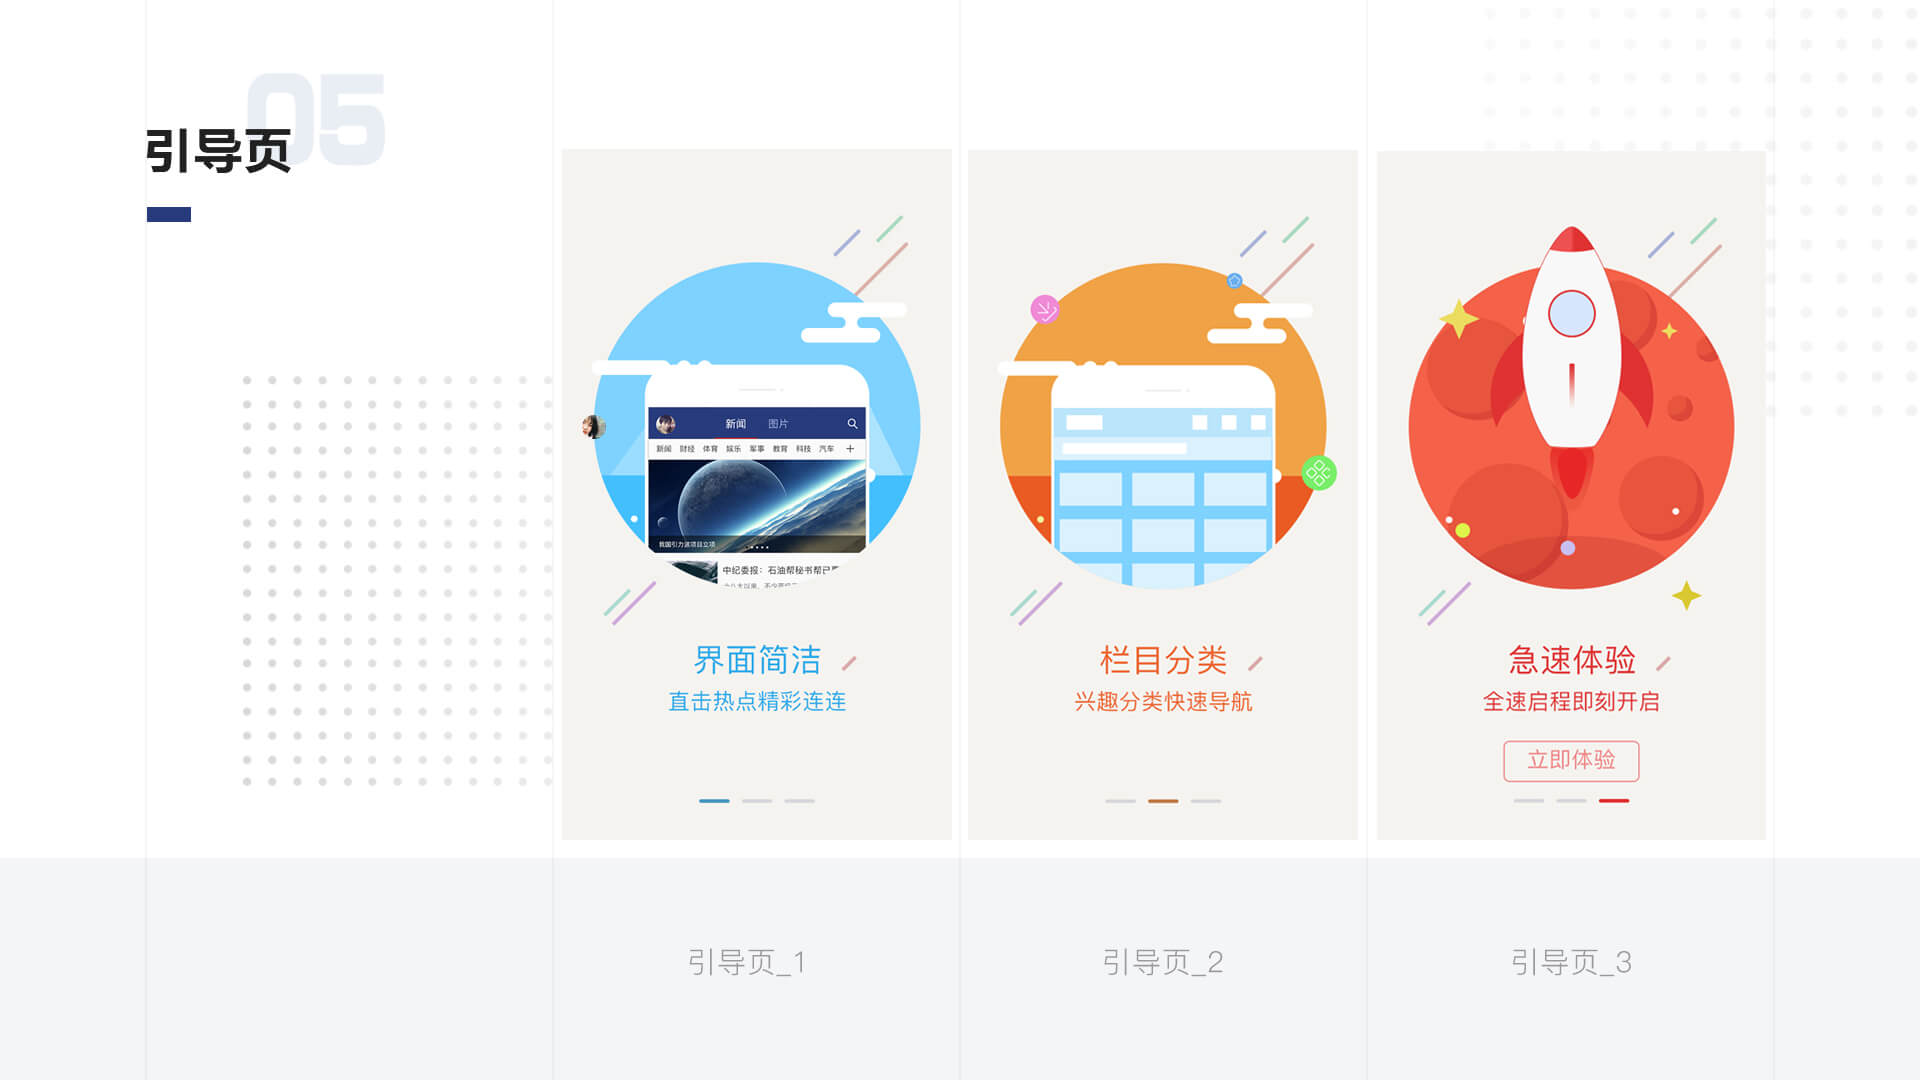 05
引导页
新闻 图片
新闻 财经 体育 娱乐 军事 教育 科技 汽车 +
我国引力波项目立项
中纪委报：石油帮秘书帮已
界面简洁
直击热点精彩连连
栏目分类
兴趣分类快速导航
急速体验
全速启程即刻开启
立即体验
引导页_1
引导页_2
引导页_3